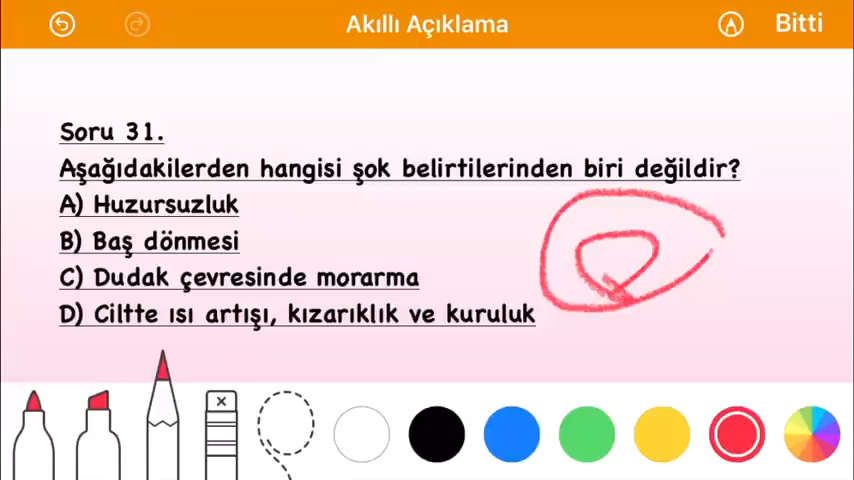 Akıllı Açıklama
Bitti
Soru 31.
Aşağıdakilerden hangisi şok belirtilerinden biri değildir?
A) Huzursuzluk
B) Baş dönmesi
C) Dudak çevresinde morarma
D) Ciltte ısı artışı, kızarıklık ve kuruluk